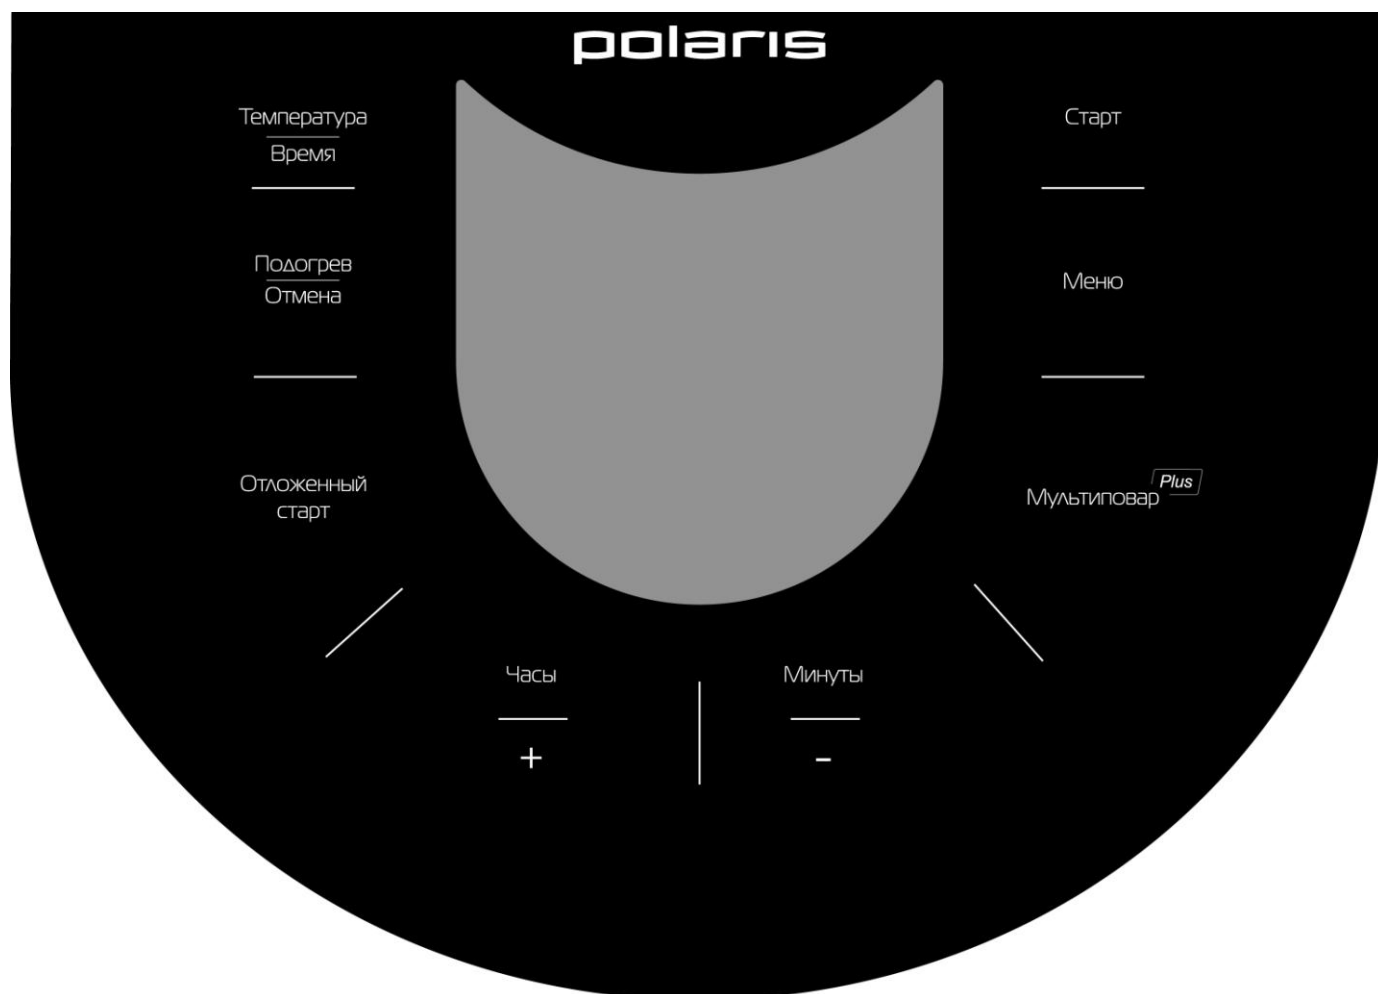 polaris
Температура
Время
Старт
Подогрев
Отмена
Меню
Отложенный
старт
Мультиповар Plus
Часы
+
Минуты
-